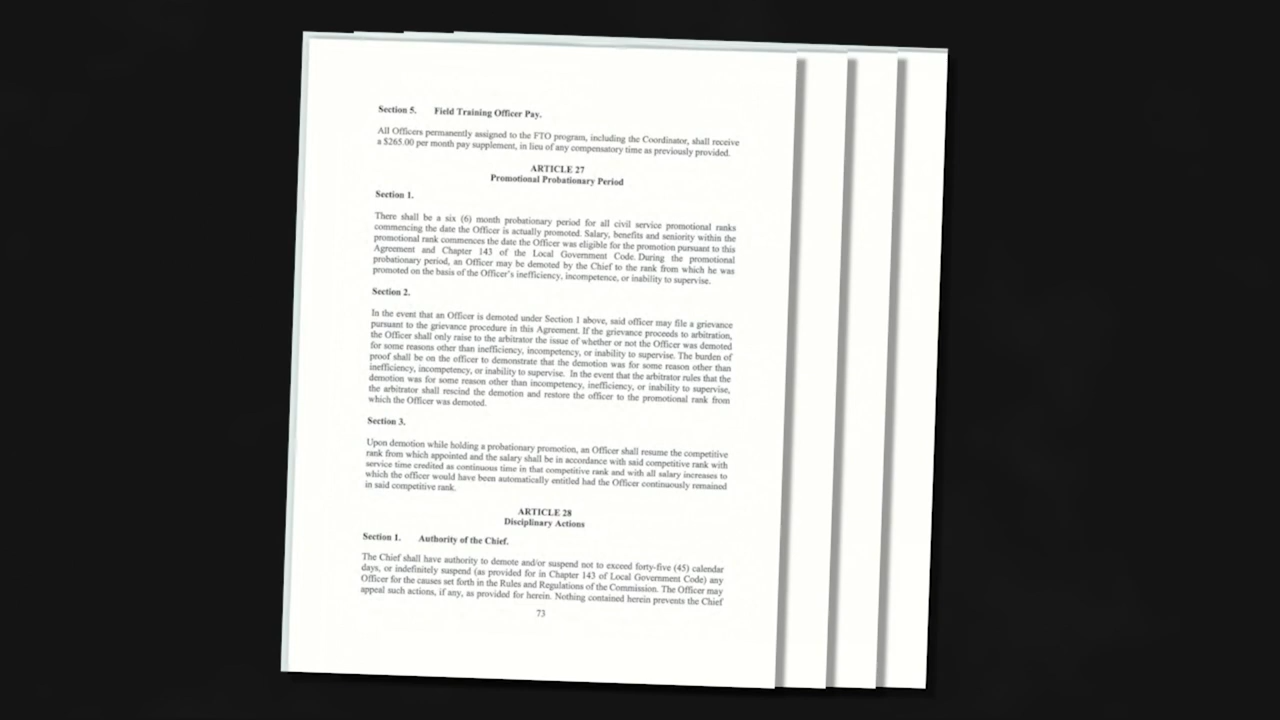 Section 5. Field Training Officer Pay.
All Officers permanently assigned to the FTO program, including the Coordinator, shall receive
a $265.00 per month pay supplement, in lieu of any compensatory time as previously provided.
ARTICLE 27
Promotional Probationary Period
Section 1.
There shall be a six (6) month probationary period for all civil service promotional ranks
commencing the date the Officer is actually promoted. Salary, benefits and seniority within the
promotional rank commences the date the Officer was eligible for the promotion pursuant to this
Agreement and Chapter 143 of the Local Government Code. During the promotional
probationary period, an Officer may be demoted by the Chief to the rank from which he was
promoted on the basis of the Officer's inefficiency, incompetence, or inability to supervise.
Section 2.
In the event that an Officer is demoted under Section 1 above, said officer may file a grievance
pursuant to the grievance procedure in this Agreement. If the grievance proceeds to arbitration,
the Officer shall only raise to the arbitrator the issue of whether or not the Officer was demoted
for some reasons other than inefficiency, incompetency, or inability to supervise. The burden of
proof shall be on the officer to demonstrate that the demotion was for some reason other than
inefficiency, incompetency, or inability to supervise. In the event that the arbitrator rules that the
demotion was for some reason other than incompetency, inefficiency, or inability to supervise,
the arbitrator shall rescind the demotion and restore the officer to the promotional rank from
which the Officer was demoted.
Section 3.
Upon demotion while holding a probationary promotion, an Officer shall resume the competitive
rank from which appointed and the salary shall be in accordance with said competitive rank with
service time credited as continuous time in that competitive rank and with all salary increases to
which the officer would have been automatically entitled had the Officer continuously remained
in said competitive rank.
ARTICLE 28
Disciplinary Actions
Section 1. Authority of the Chief.
The Chief shall have authority to demote and/or suspend not to exceed forty-five (45) calendar
days, or indefinitely suspend (as provided for in Chapter 143 of Local Government Code) any
Officer for the causes set forth in the Rules and Regulations of the Commission. The Officer may
appeal such actions, if any, as provided for herein. Nothing contained herein prevents the Chief
73